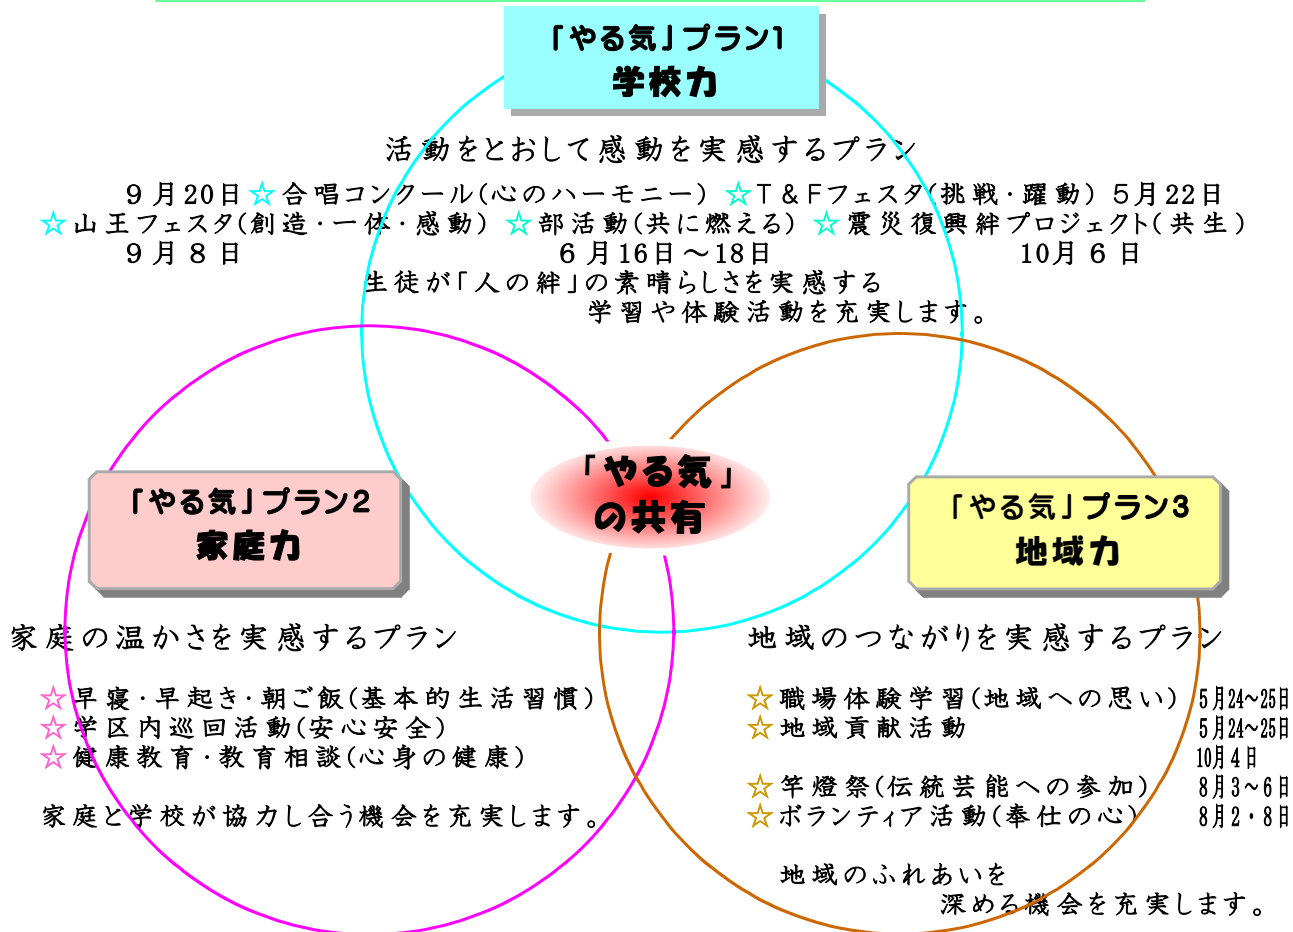 「やる気」プラン1
学校力
活動をとおして感動を実感するプラン
９月20日☆合唱コンクール(心のハーモニー) ☆Ｔ＆Ｆフェスタ(挑戦・躍動) ５月22日
☆山王フェスタ(創造・一体・感動) ☆部活動(共に燃える) ☆震災復興絆プロジェクト(共生)
９月８日 ６月16日～18日 10月６日
生徒が「人の絆」の素晴らしさを実感する
学習や体験活動を充実します。
「やる気」
の共有
「やる気」プラン2
家庭力
家庭の温かさを実感するプラン
☆早寝・早起き・朝ご飯(基本的生活習慣)
☆学区内巡回活動(安心安全)
☆健康教育・教育相談(心身の健康)
家庭と学校が協力し合う機会を充実します。
「やる気」プラン3
地域力
地域のつながりを実感するプラン
☆職場体験学習(地域への思い) ５月24～25日
☆地域貢献活動 ５月24～25日
10月４日
☆竿燈祭(伝統芸能への参加) ８月３～６日
☆ボランティア活動(奉仕の心) ８月２・８日
地域のふれあいを
深める機会を充実します。